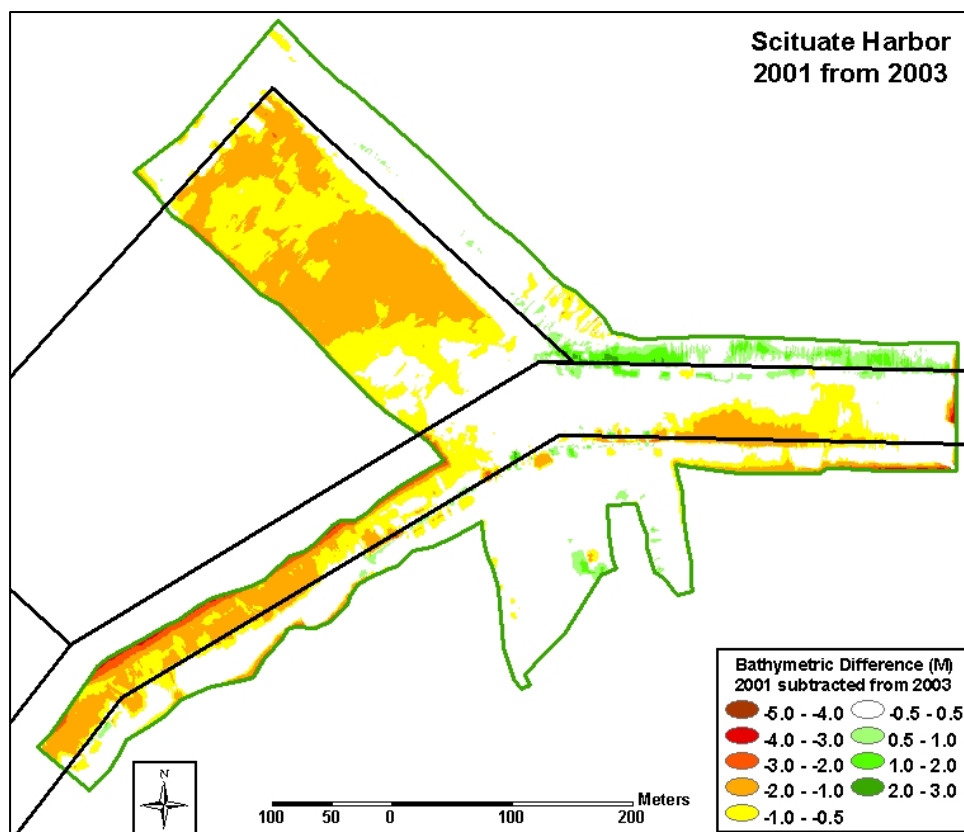 Scituate Harbor
2001 from 2003
Bathymetric Difference (M)
2001 subtracted from 2003
-5.0 - -4.0
-4.0 - -3.0
-3.0 - -2.0
-2.0 - -1.0
-1.0 - -0.5
-0.5 - 0.5
0.5 - 1.0
1.0 - 2.0
2.0 - 3.0
N
Meters
100 50 0 100 200